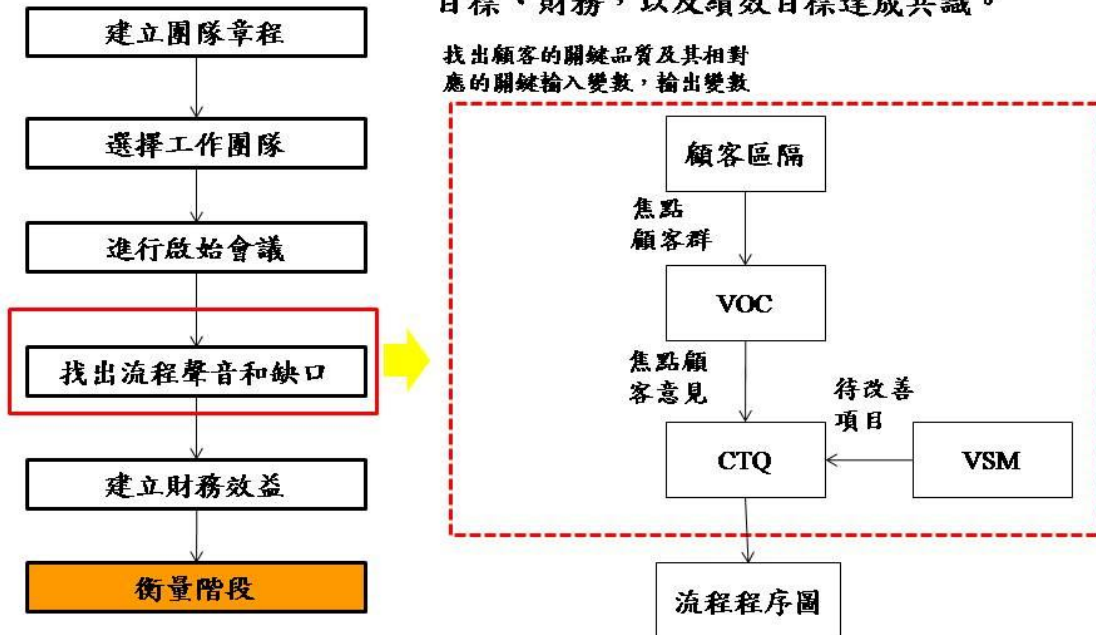 目標、財務，以及績效目標達成共識。
建立團隊章程
選擇工作團隊
進行啟始會議
找出流程聲音和缺口
建立財務效益
衡量階段
找出顧客的關鍵品質及其相對
應的關鍵輸入變數，輸出變數
顧客區隔
焦點
顧客群
VOC
焦點顧
客意見
待改善
項目
CTQ
VSM
流程程序圖